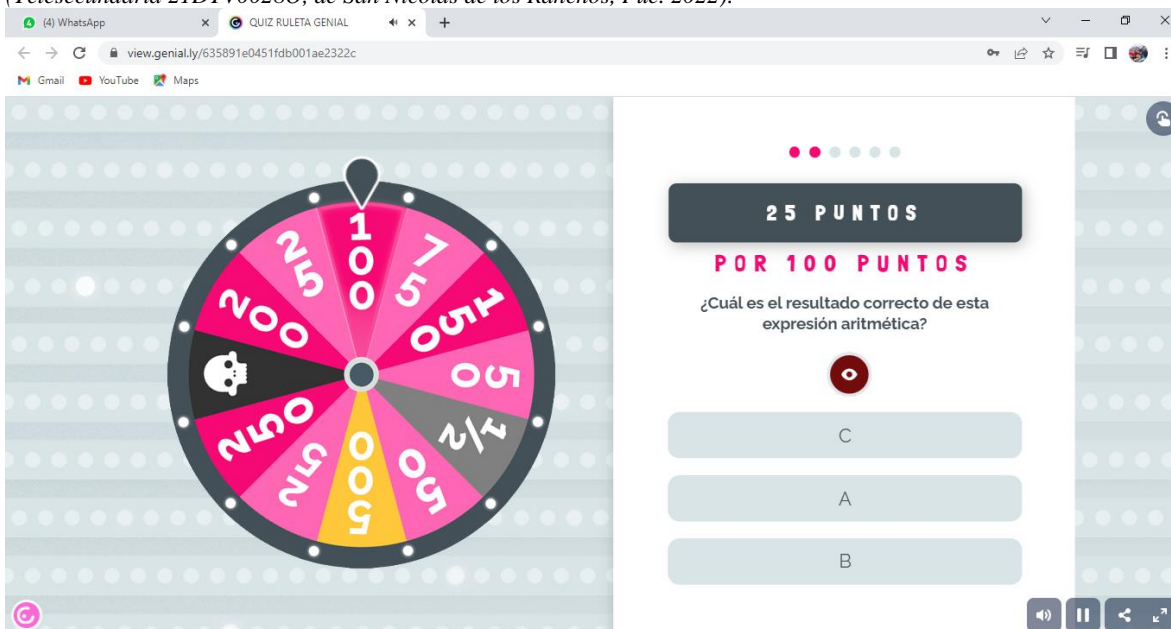 (4) WhatsApp
QUIZ RULETA GENIAL
view.genial.ly/635891e0451fdb001ae2322c
Gmail YouTube Maps
100
75
150
50
1/2
50
500
25
250
200
25
25 PUNTOS
POR 100 PUNTOS
¿Cuál es el resultado correcto de esta
expresión aritmética?
C
A
B